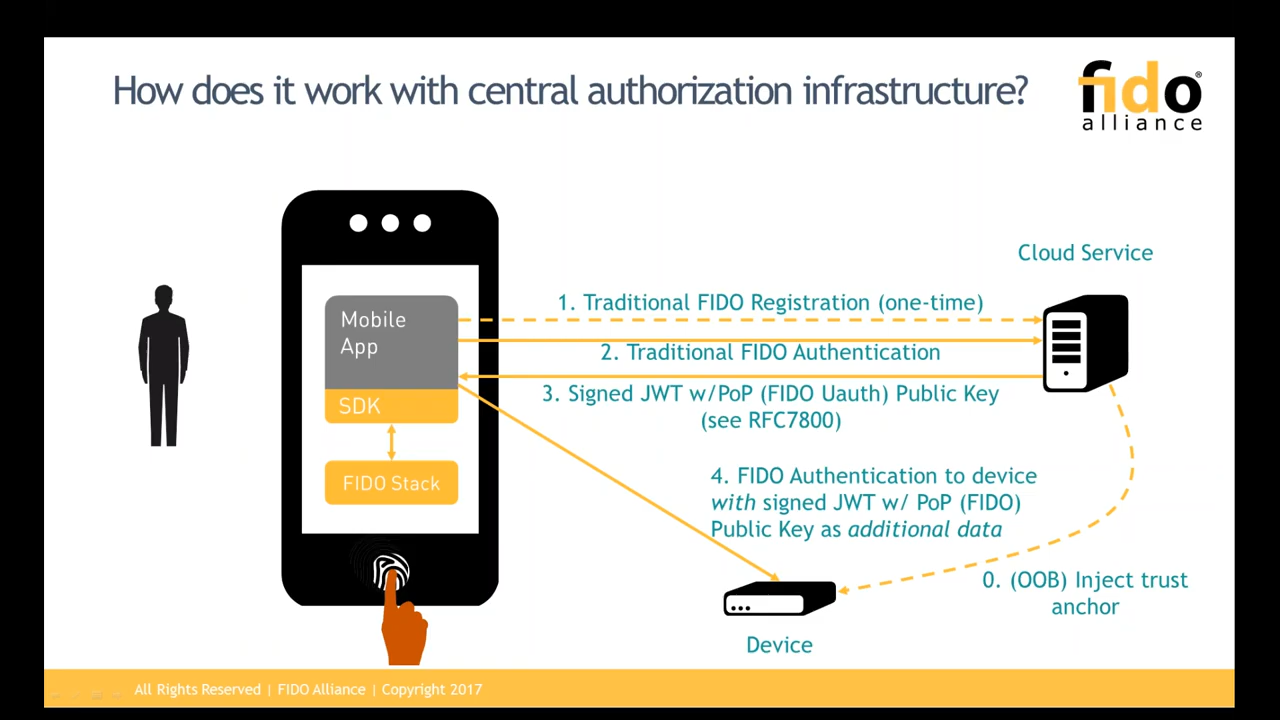 How does it work with central authorization infrastructure?
fido®
alliance
Cloud Service
Mobile
App
SDK
FIDO Stack
1. Traditional FIDO Registration (one-time)
2. Traditional FIDO Authentication
3. Signed JWT w/PoP (FIDO Uauth) Public Key
(see RFC7800)
4. FIDO Authentication to device
with signed JWT w/ PoP (FIDO)
Public Key as additional data
0. (OOB) Inject trust
anchor
Device
All Rights Reserved | FIDO Alliance | Copyright 2017